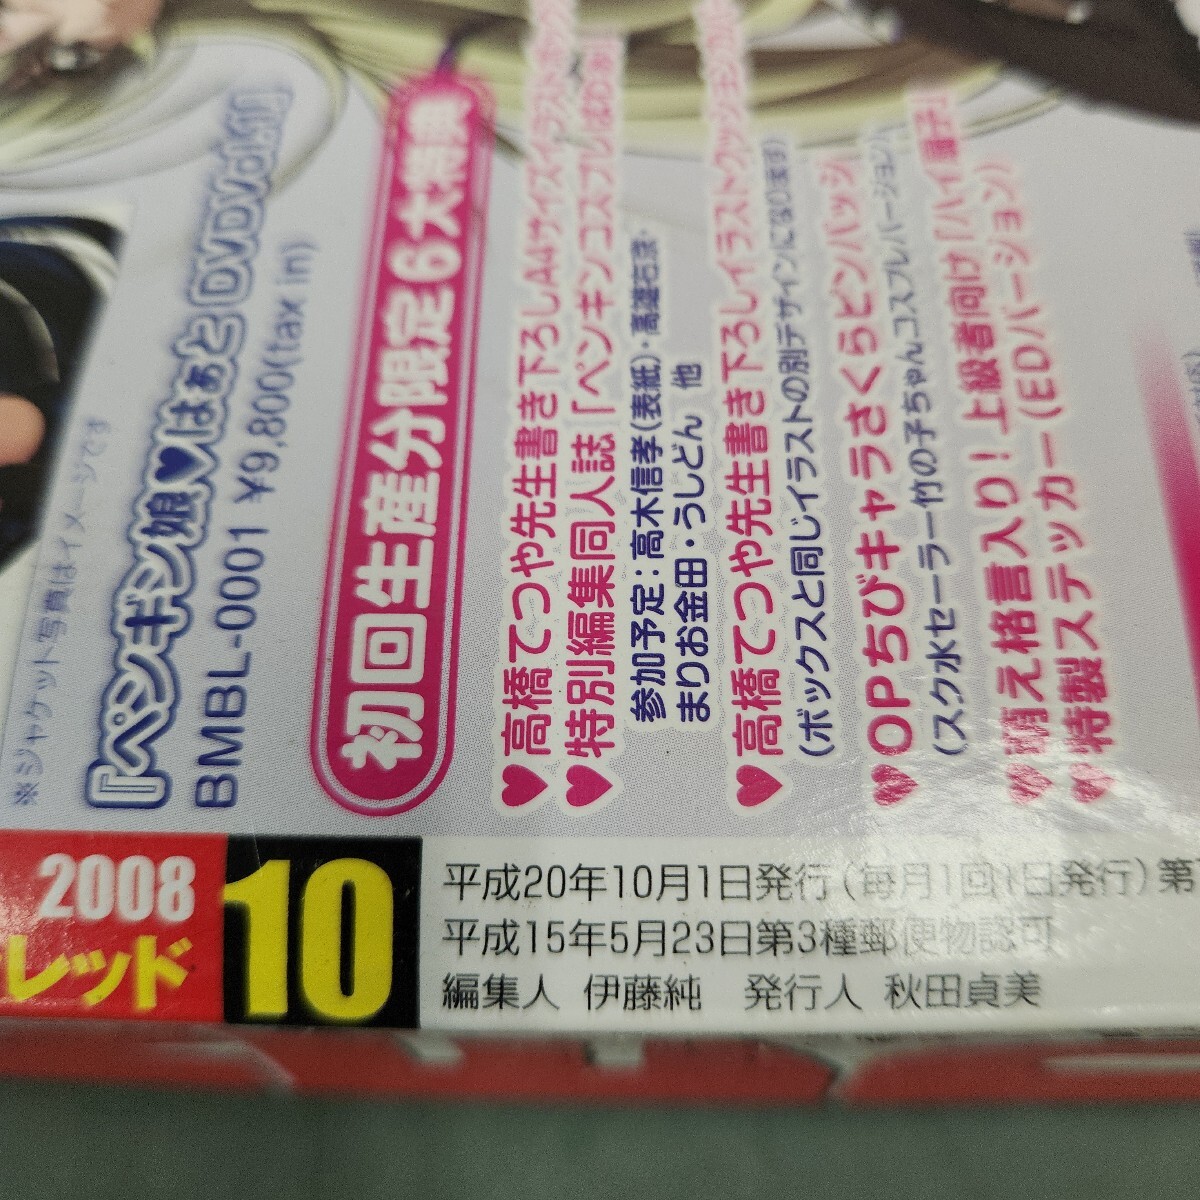 ※ジャケット写真はイメージです
『ペンギン娘♥はぁと DVD
BMBL-0001 ¥9,800(tax in)
初回生産分限定6大特典
♥高橋てつや先生書き下ろしA4サイズイラスト
♥特別編集同人誌「ペンギンコスプレ
参加予定:高木信孝(表紙)・高雄右京・
まりお金田・うしどん 他
♥高橋てつや先生書き下ろしイラストクッション
(ボックスと同じイラストの別デザインになります)
♥OPちびキャラさくらピンバッジ
(スク水セーラー竹の子ちゃんコスプレバージョン)
♥萌え格言入り!上級者向け「ハイ
♥特製ステッカー(EDバージョン)
2008
レッド
10
平成20年10月1日発行(毎月1回1日発行)第
平成15年5月23日第3種郵便物認可
編集人 伊藤純 発行人 秋田貞美